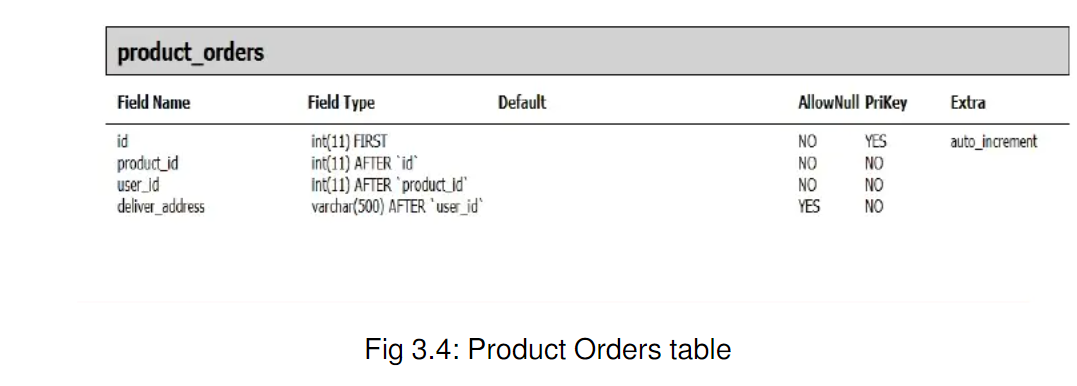 product_orders
Field Name Field Type Default AllowNull PriKey Extra
id int(11) FIRST NO YES auto_increment
product_id int(11) AFTER `id` NO NO
user_id int(11) AFTER `product_id` NO NO
deliver_address varchar(500) AFTER `user_id` YES NO
Fig 3.4: Product Orders table